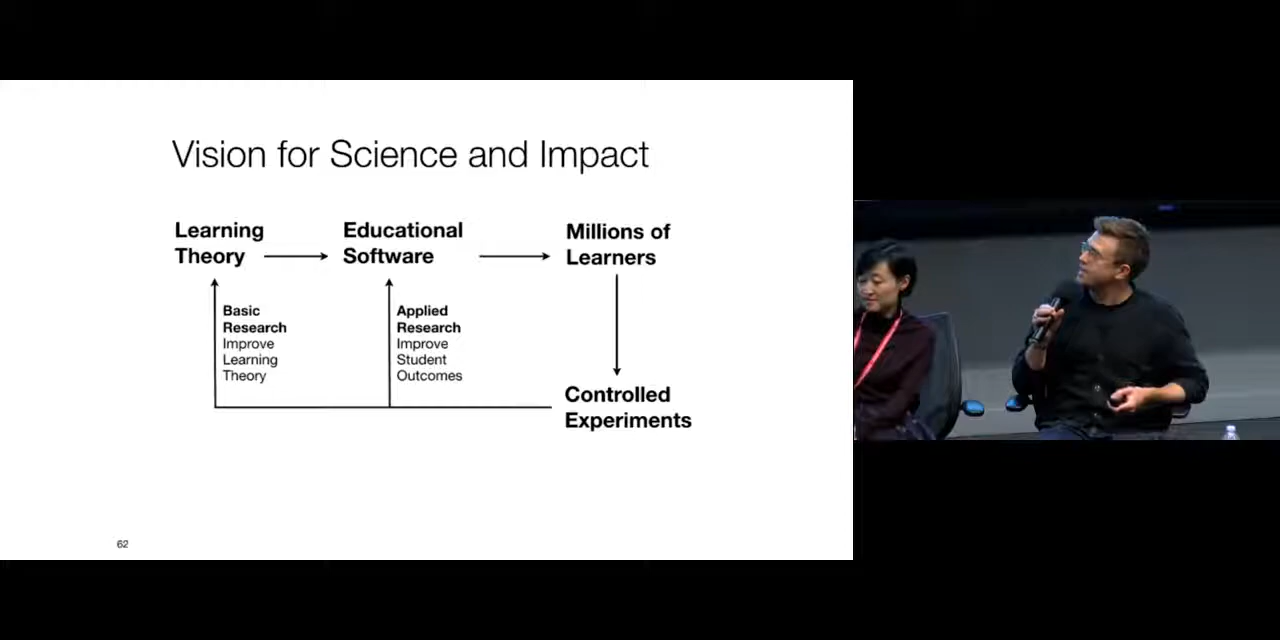 Vision for Science and Impact
Learning
Theory
Educational
Software
Millions of
Learners
Basic
Research
Improve
Learning
Theory
Applied
Research
Improve
Student
Outcomes
Controlled
Experiments
62